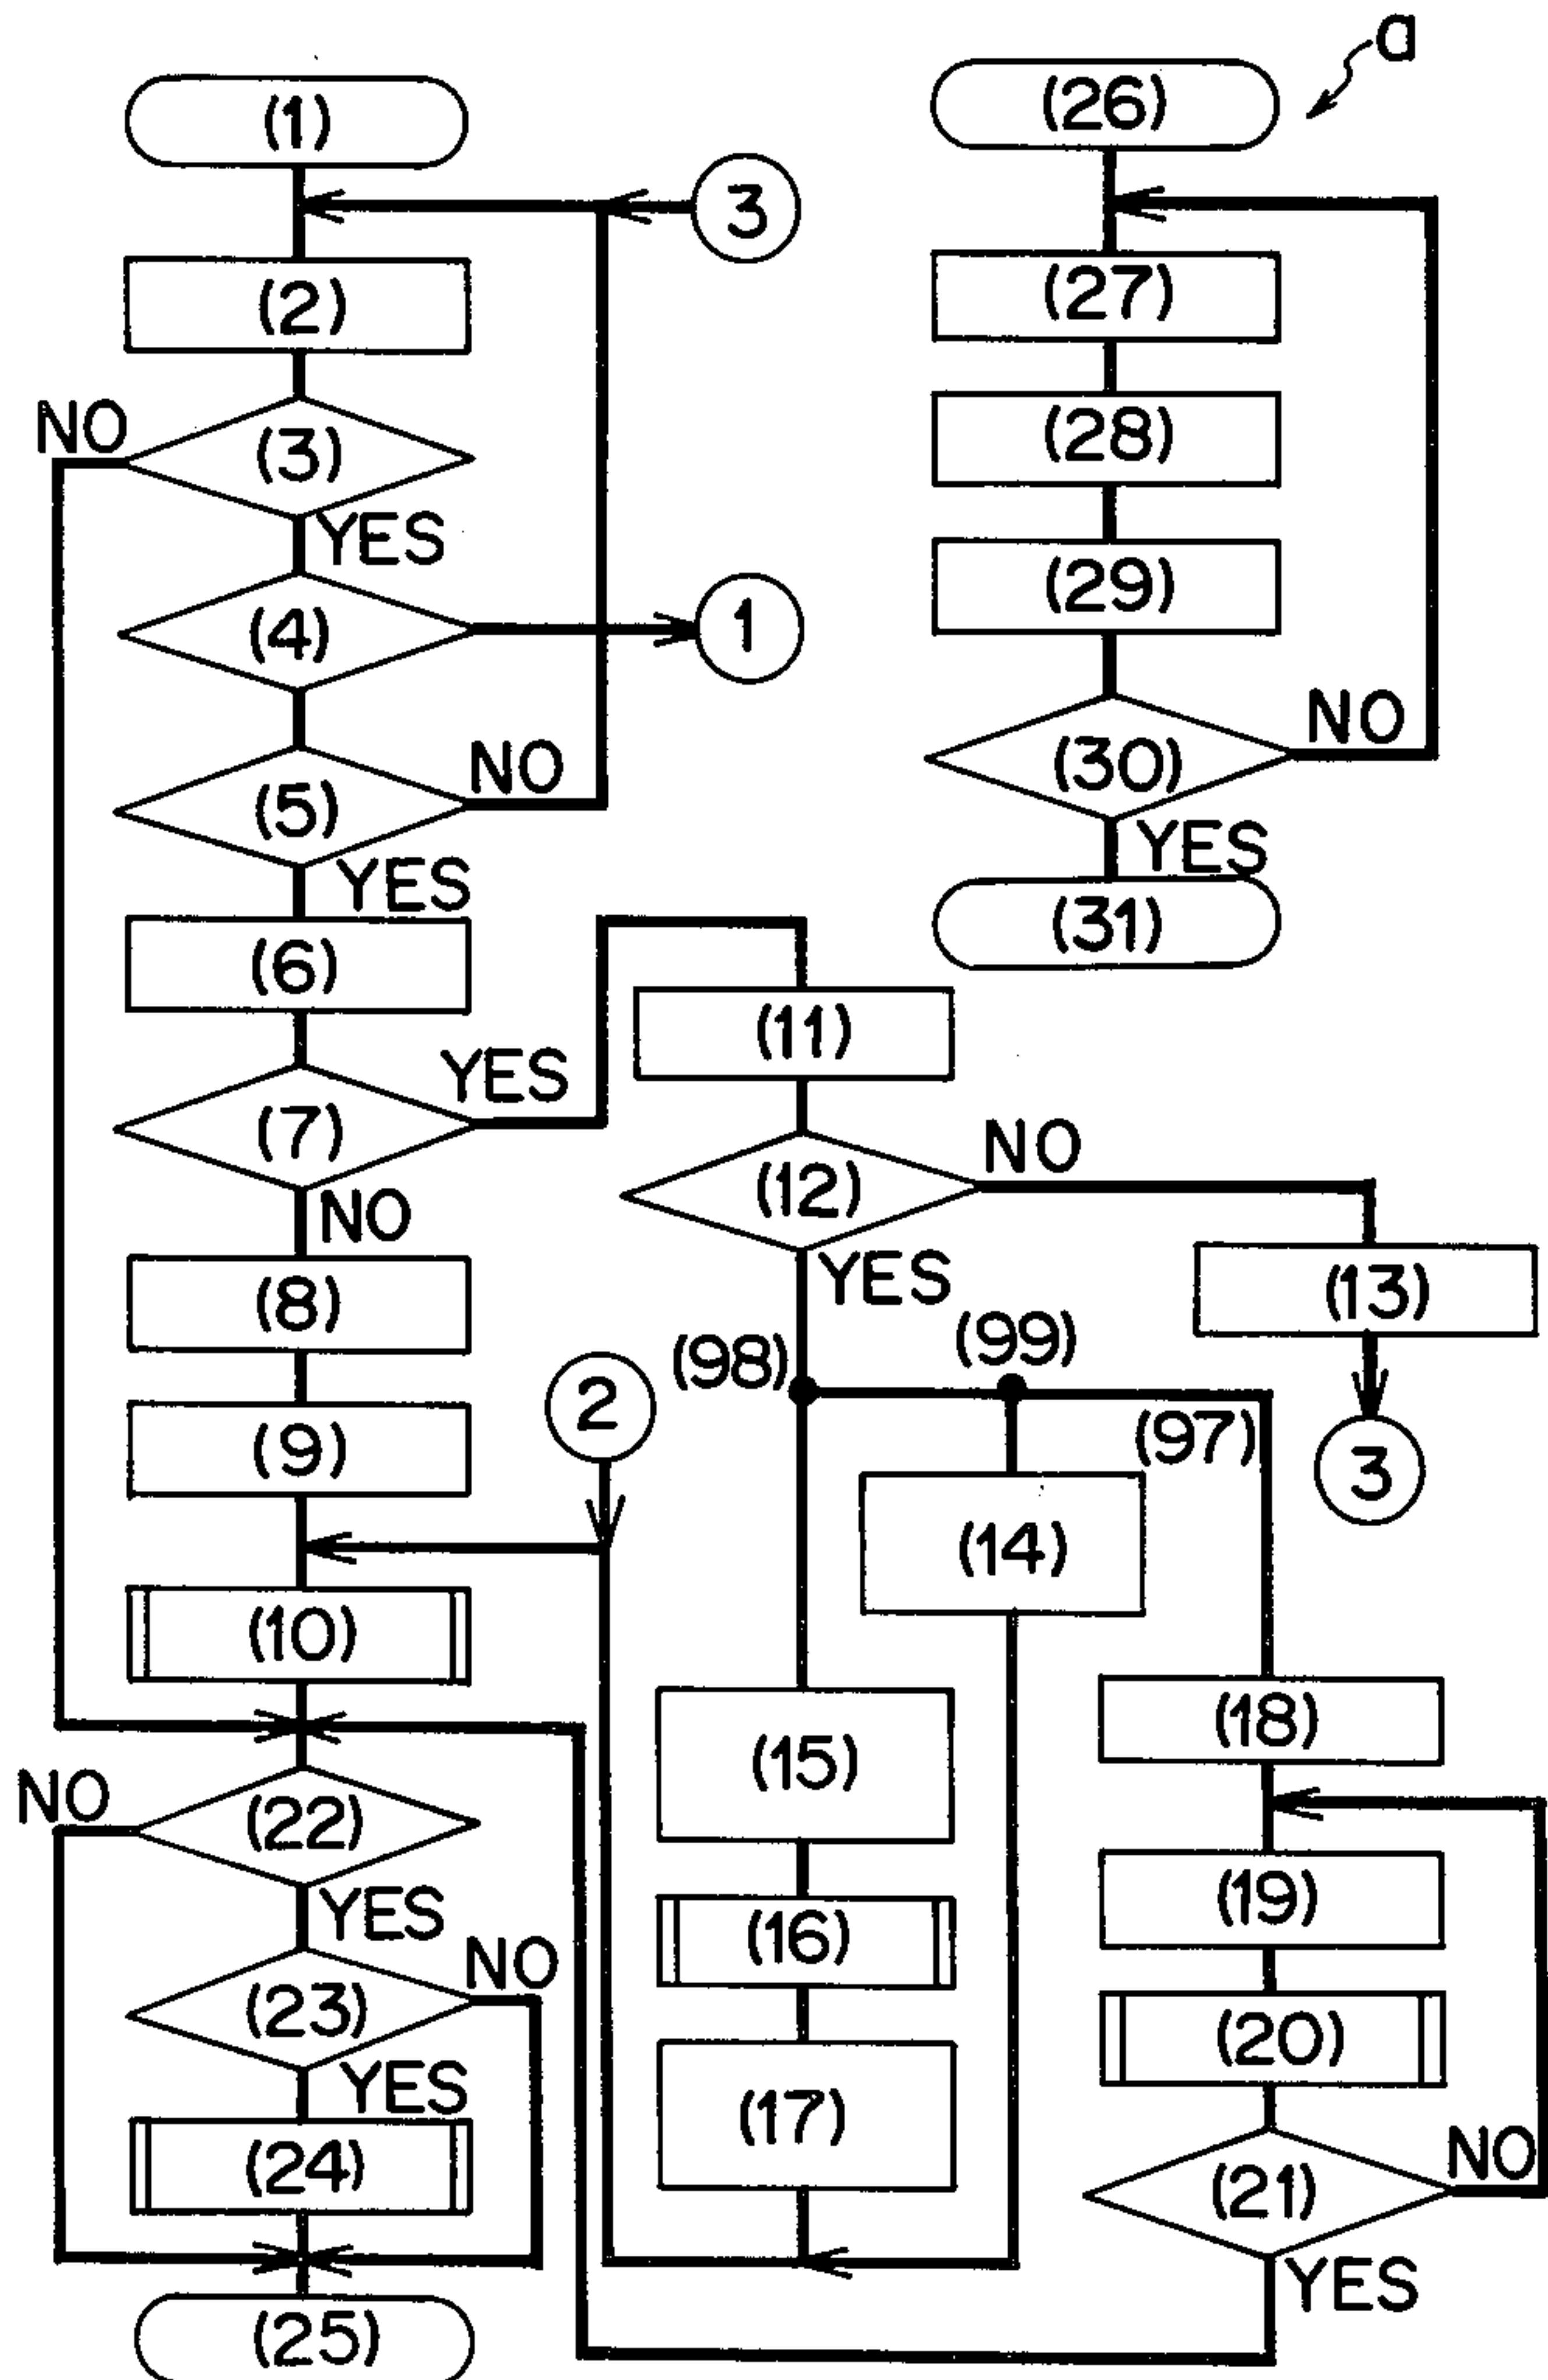 (1)
3
(2)
NO
(3)
YES
(4)
1
(5)
NO
YES
(6)
(7)
YES
NO
(8)
(9)
2
(10)
NO
(22)
YES
(23)
NO
YES
(24)
(25)
(11)
(12)
NO
YES
(13)
3
(98)
(99)
(97)
(14)
(15)
(16)
(17)
(18)
(19)
(20)
(21)
NO
YES
a
(26)
(27)
(28)
(29)
(30)
NO
YES
(31)